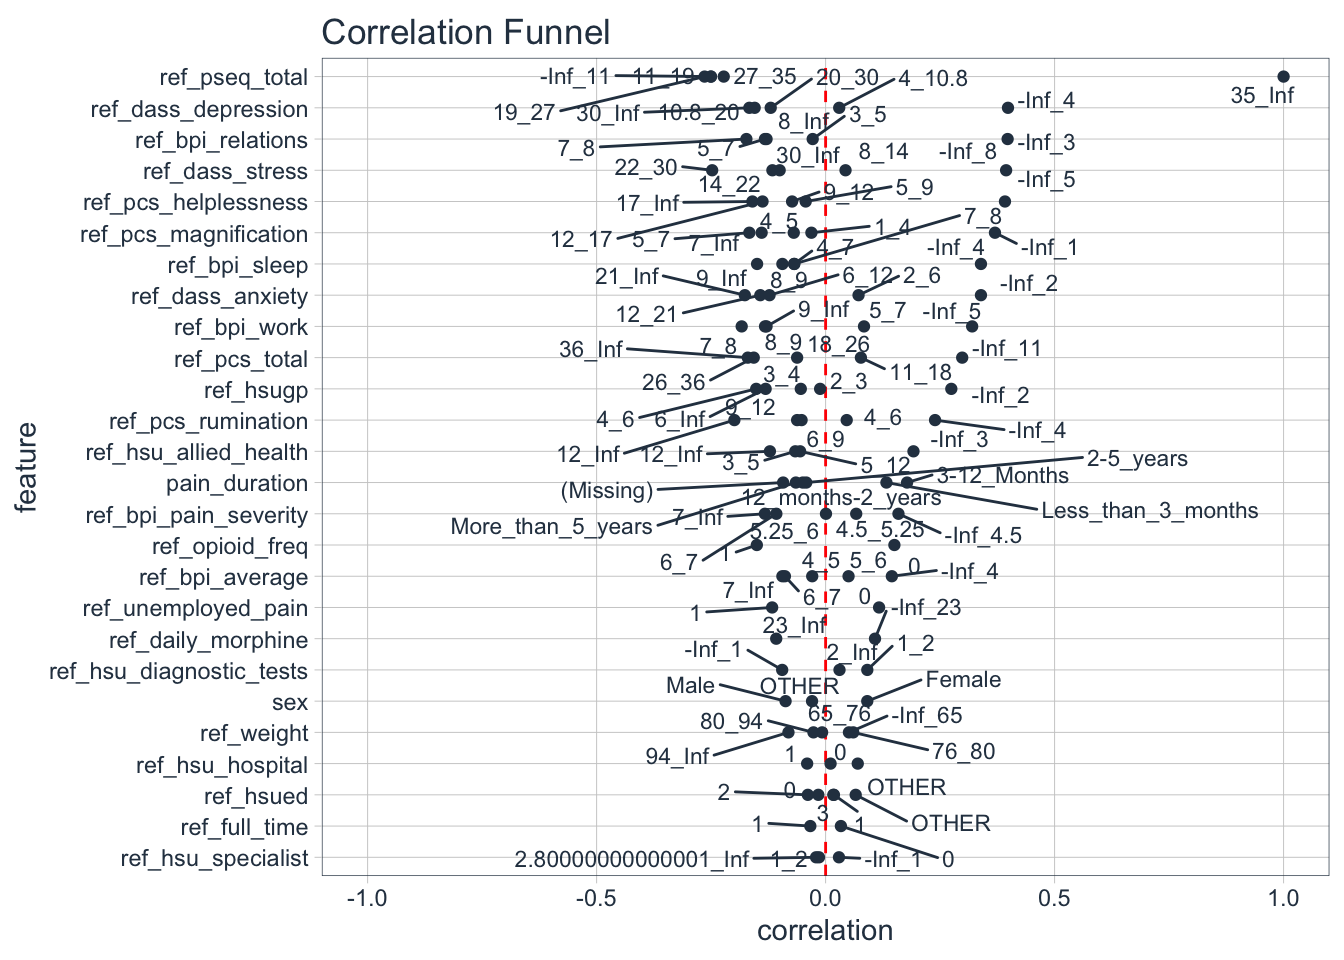 Correlation Funnel
feature
ref_pseq_total
-Inf_11 11_19 27_35 20_30 4_10.8 35_Inf
ref_dass_depression
19_27 30_Inf 10.8_20 8_Inf 3_5 -Inf_4
ref_bpi_relations
7_8 5_7 30_Inf 8_14 -Inf_8 -Inf_3
ref_dass_stress
22_30 14_22 -Inf_5
ref_pcs_helplessness
17_Inf 9_12 5_9
ref_pcs_magnification
12_17 5_7 7_Inf 4_5 1_4 7_8 -Inf_4 -Inf_1
ref_bpi_sleep
21_Inf 9_Inf 8_9 4_7 6_12 2_6 -Inf_2
ref_dass_anxiety
12_21 9_Inf 5_7 -Inf_5
ref_bpi_work
36_Inf 7_8 8_9 18_26 -Inf_11
ref_pcs_total
26_36 3_4 2_3 11_18 -Inf_2
ref_hsugp
4_6 6_Inf 9_12 4_6 -Inf_4
ref_pcs_rumination
12_Inf 12_Inf 6_9 -Inf_3
ref_hsu_allied_health
3_5 5_12 2-5_years
pain_duration
(Missing) 12_months-2_years 3-12_Months Less_than_3_months
ref_bpi_pain_severity
More_than_5_years 7_Inf 5.25_6 4.5_5.25 -Inf_4.5
ref_opioid_freq
6_7 1 4_5 5_6 0 -Inf_4
ref_bpi_average
7_Inf 6_7 0 -Inf_23
ref_unemployed_pain
1 23_Inf
ref_daily_morphine
-Inf_1 2_Inf 1_2
ref_hsu_diagnostic_tests
Male OTHER Female
sex
80_94 65_76 -Inf_65
ref_weight
94_Inf 1 0 76_80
ref_hsu_hospital
2 0 OTHER
ref_hsued
3 OTHER
ref_full_time
1 1
ref_hsu_specialist
2.80000000000001_Inf 1_2 -Inf_1 0
-1.0 -0.5 0.0 0.5 1.0
correlation